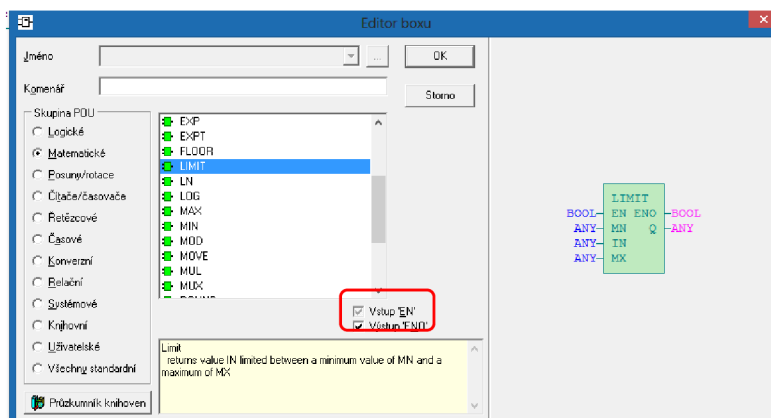 Editor boxu
Jméno
...
OK
Komenář
Storno
Skupina POU
Logické
Matematické
Posuny/rotace
Čítače/časovače
Řetězcové
Časové
Konverzní
Relační
Systémové
Knihovní
Uživatelské
Všechny standardní
Průzkumník knihoven
EXP
EXPT
FLOOR
LIMIT
LN
LOG
MAX
MIN
MOD
MOVE
MUL
MUX
Vstup 'EN'
Výstup 'ENO'
Limit
returns value IN limited between a minimum value of MN and a
maximum of MX
LIMIT
BOOL EN ENO BOOL
ANY MN Q ANY
ANY IN
ANY MX